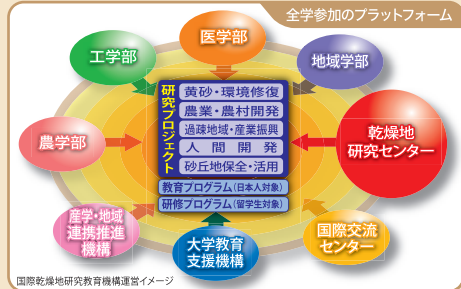 全学参加のプラットフォーム
医学部
工学部
地域学部
農学部
乾燥地
研究センター
研究プロジェクト
黄砂・環境修復
農業・農村開発
過疎地域・産業振興
人間開発
砂丘地保全・活用
教育プログラム(日本人対象)
研修プログラム(留学生対象)
産学・地域
連携推進
機構
大学教育
支援機構
国際交流
センター
国際乾燥地研究教育機構運営イメージ